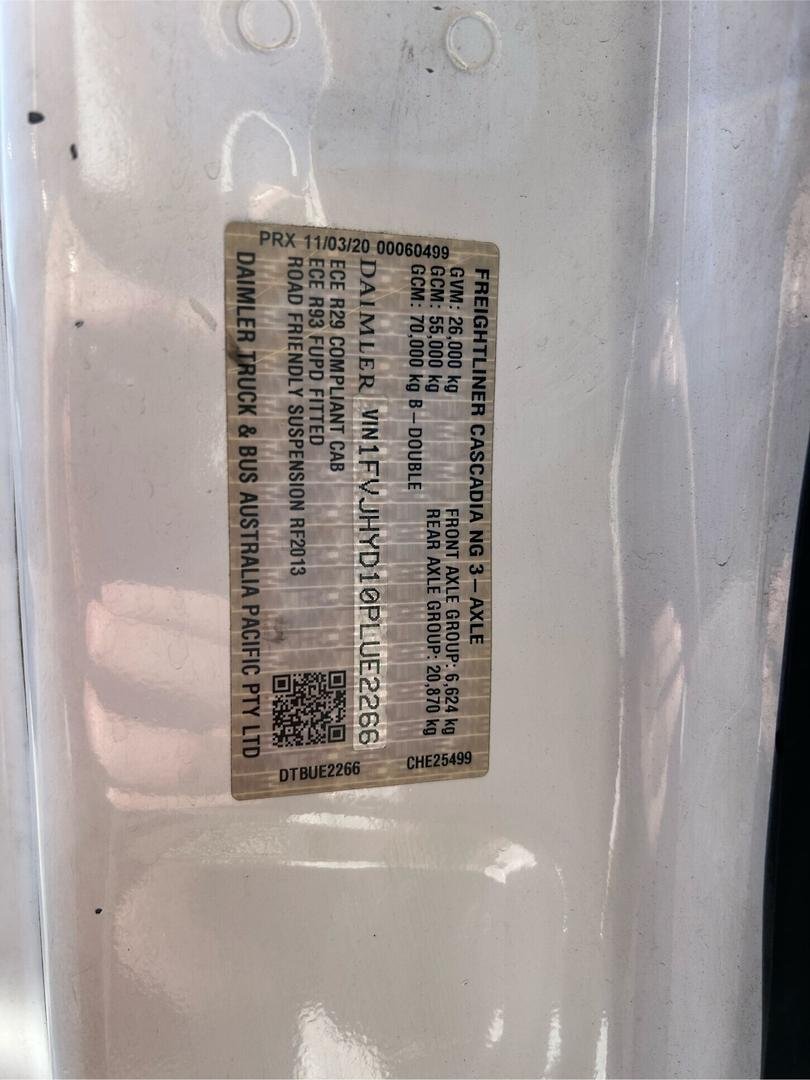 FREIGHTLINER CASCADIA NG 3-AXLE
GVM: 26,000 kg FRONT AXLE GROUP: 6,624 kg
GCM: 55,000 kg REAR AXLE GROUP: 20,870 kg
GCM: 70,000 kg B-DOUBLE
CHE25499
DAIMLER VIN 1FVJHYD10PLUE2266
ECE R29 COMPLIANT CAB
ECE R93 FUPD FITTED
ROAD FRIENDLY SUSPENSION RF2013
DTBUE2266
DAIMLER TRUCK & BUS AUSTRALIA PACIFIC PTY LTD
PRX 11/03/20 00060499